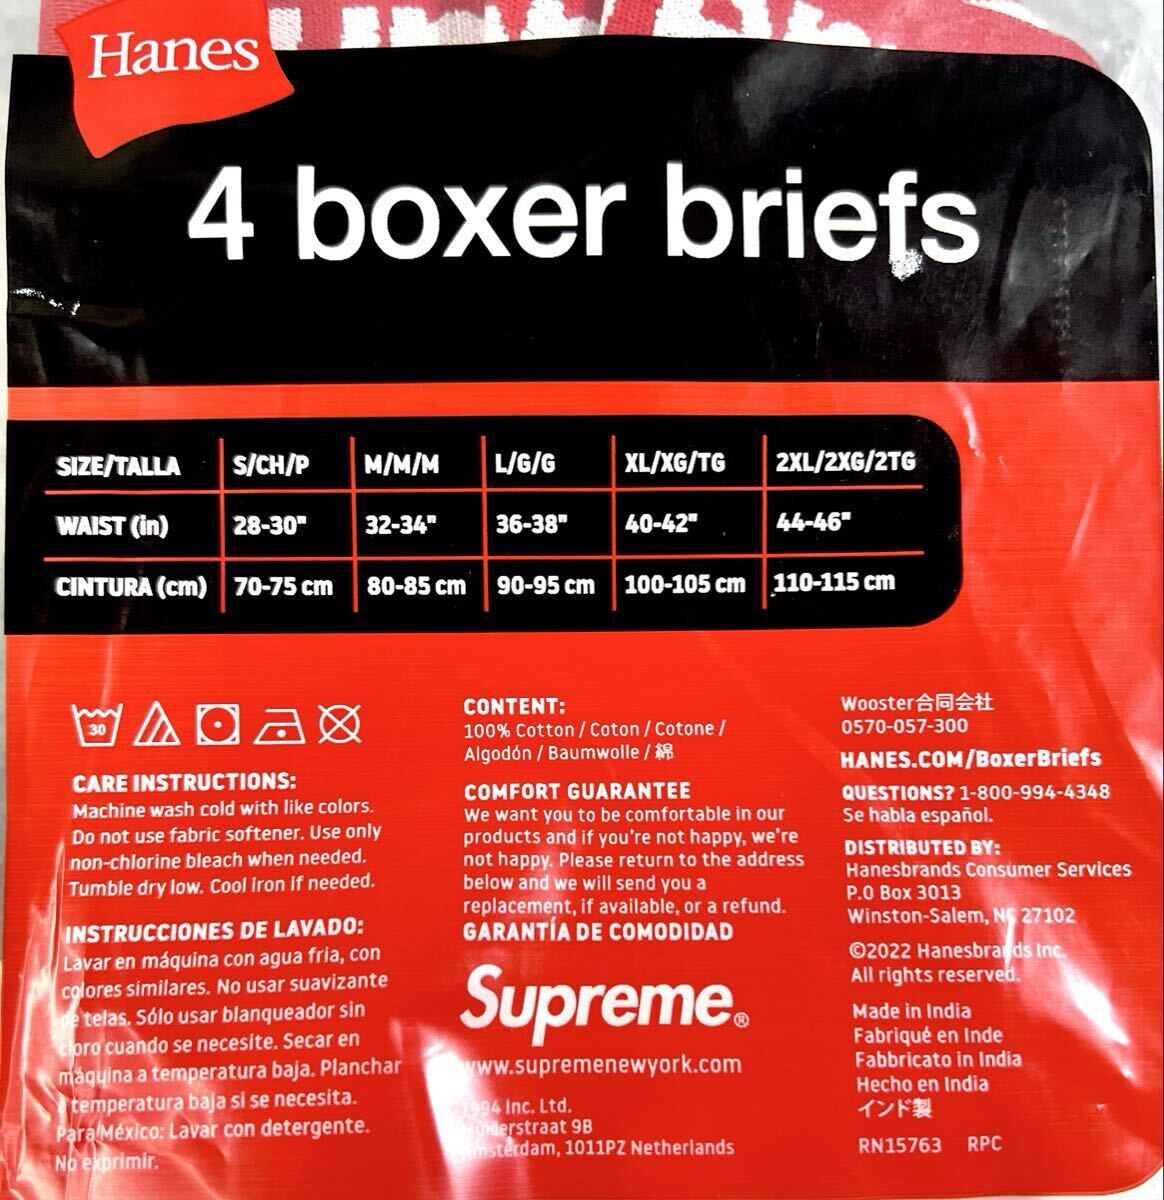 Hanes
4 boxer briefs
SIZE/TALLA S/CH/P M/M/M L/G/G XL/XG/TG 2XL/2XG/2TG
WAIST (in) 28-30" 32-34" 36-38" 40-42" 44-46"
CINTURA (cm) 70-75 cm 80-85 cm 90-95 cm 100-105 cm 110-115 cm
30
CARE INSTRUCTIONS:
Machine wash cold with like colors.
Do not use fabric softener. Use only
non-chlorine bleach when needed.
Tumble dry low. Cool iron if needed.
INSTRUCCIONES DE LAVADO:
Lavar en máquina con agua fria, con
colores similares. No usar suavizante
de telas. Sólo usar blanqueador sin
cloro cuando se necesite. Secar en
máquina a temperatura baja. Planchar
a temperatura baja si se necesita.
Para México: Lavar con detergente.
No exprimir.
CONTENT:
100% Cotton / Coton / Cotone /
Algodón / Baumwolle / 綿
COMFORT GUARANTEE
We want you to be comfortable in our
products and if you're not happy, we're
not happy. Please return to the address
below and we will send you a
replacement, if available, or a refund.
GARANTÍA DE COMODIDAD
Supreme®
www.supremenewyork.com
1994 Inc. Ltd.
9B
Amsterdam, 1011PZ Netherlands
Wooster合同会社
0570-057-300
HANES.COM/BoxerBriefs
QUESTIONS? 1-800-994-4348
Se habla español.
DISTRIBUTED BY:
Hanesbrands Consumer Services
P.O Box 3013
Winston-Salem, NC 27102
©2022 Hanesbrands Inc.
All rights reserved.
Made in India
Fabriqué en Inde
Fabbricato in India
Hecho en India
インド製
RN15763 RPC